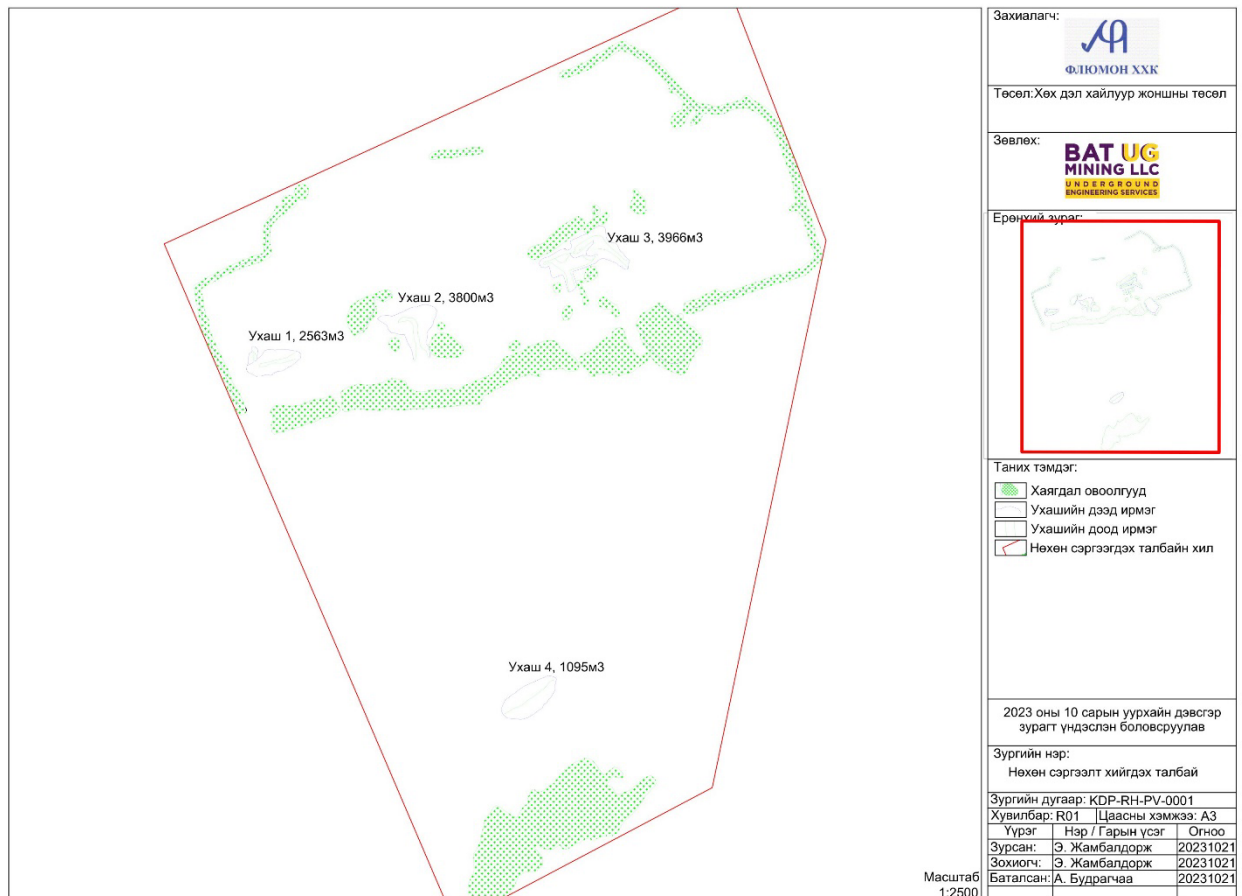 Ухаш 3, 3966м3
Ухаш 2, 3800м3
Ухаш 1, 2563м3
Ухаш 4, 1095м3
Масштаб
1:2500
Захиалагч:
ФЛЮМОН ХХК
Төсөл:Хөх дэл хайлуур жоншны төсөл
Зөвлөх:
BAT UG
MINING LLC
UNDERGROUND
ENGINEERING SERVICES
Ерөнхий зураг:
Таних тэмдэг:
Хаягдал овоолгууд
Ухашийн дээд ирмэг
Ухашийн доод ирмэг
Нөхөн сэргээгдэх талбайн хил
2023 оны 10 сарын уурхайн дэвсгэр
зурагт үндэслэн боловсруулав
Зургийн нэр:
Нөхөн сэргээлт хийгдэх талбай
Зургийн дугаар: KDP-RH-PV-0001
Хувилбар: R01 Цаасны хэмжээ: A3
Үүрэг Нэр / Гарын үсэг Огноо
Зурсан: Э. Жамбалдорж 20231021
Зохиогч: Э. Жамбалдорж 20231021
Баталсан: А. Будрагчаа 20231021